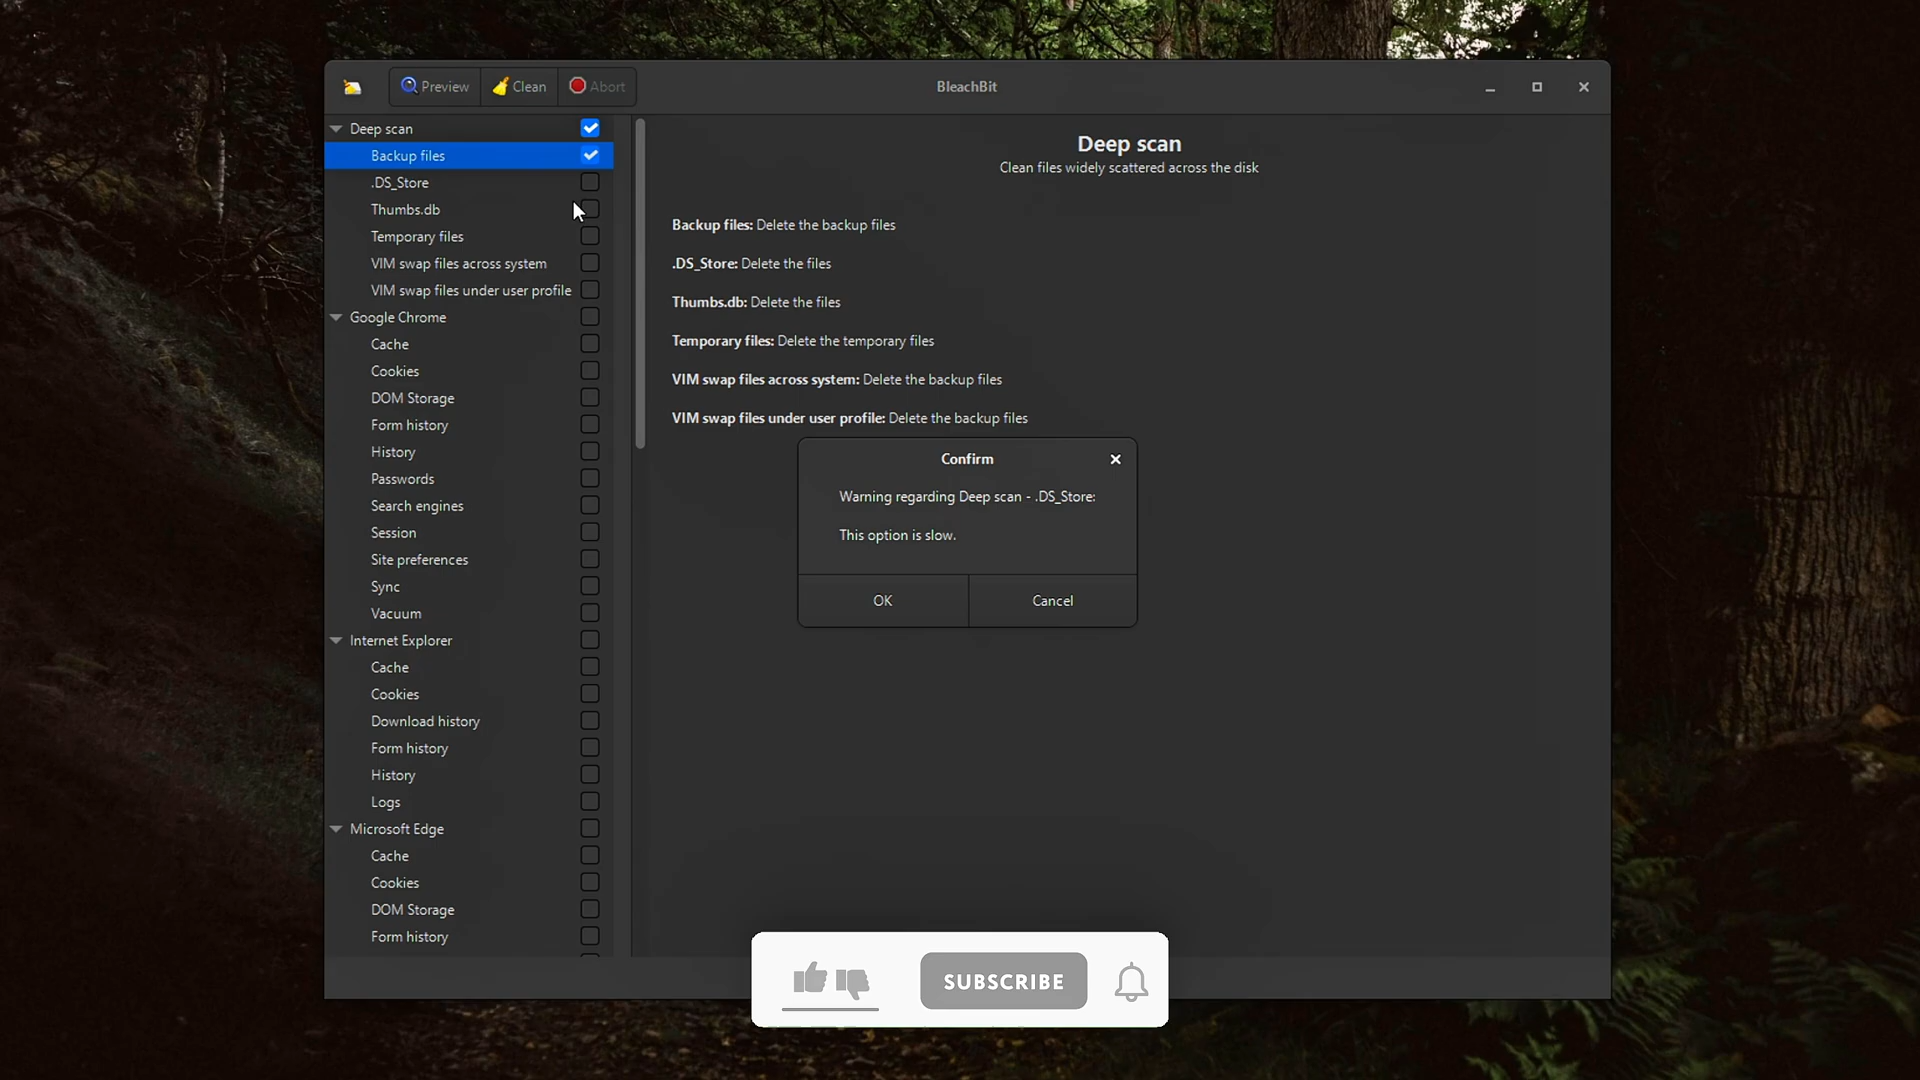 Preview
Clean
Abort
BleachBit
Deep scan
Backup files
.DS_Store
Thumbs.db
Temporary files
VIM swap files across system
VIM swap files under user profile
Google Chrome
Cache
Cookies
DOM Storage
Form history
History
Passwords
Search engines
Session
Site preferences
Sync
Vacuum
Internet Explorer
Cache
Cookies
Download history
Form history
History
Logs
Microsoft Edge
Cache
Cookies
DOM Storage
Form history
Deep scan
Clean files widely scattered across the disk
Backup files: Delete the backup files
.DS_Store: Delete the files
Thumbs.db: Delete the files
Temporary files: Delete the temporary files
VIM swap files across system: Delete the backup files
VIM swap files under user profile: Delete the backup files
Confirm
Warning regarding Deep scan - .DS_Store:
This option is slow.
OK
Cancel
SUBSCRIBE